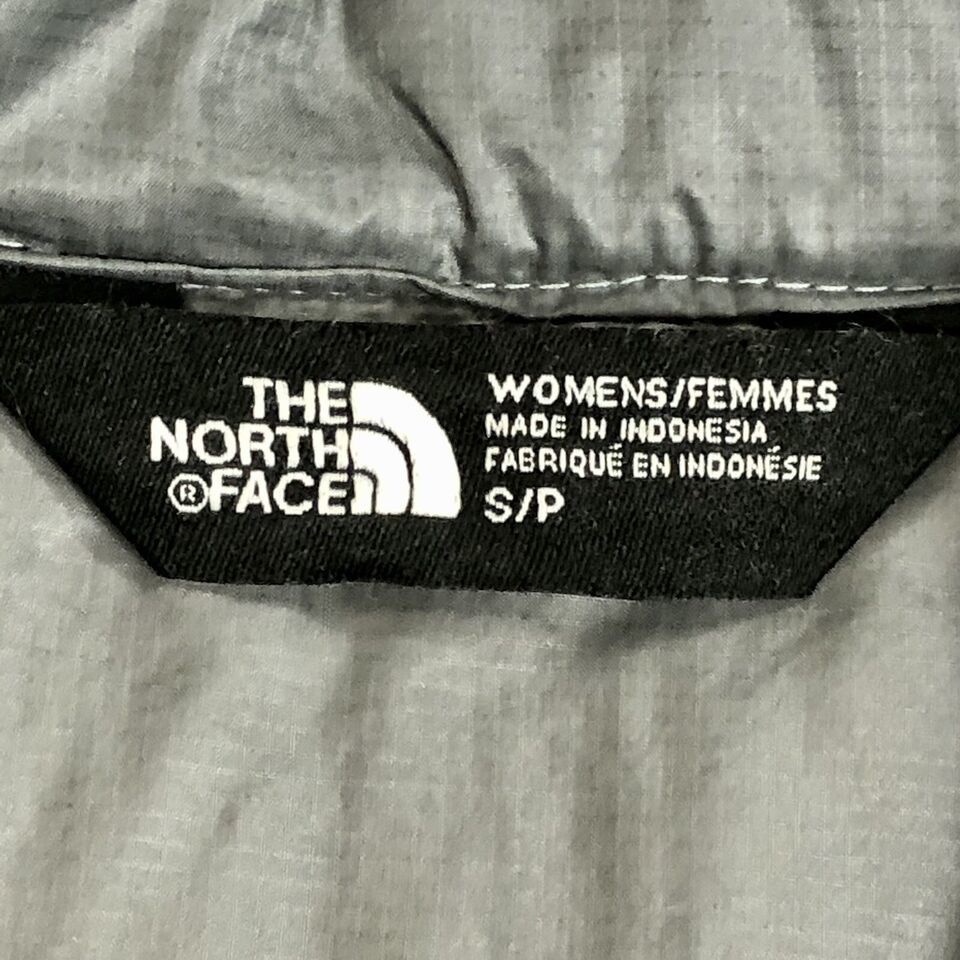 THE
NORTH
®FACE
WOMENS/FEMMES
MADE IN INDONESIA
FABRIQUÉ EN INDONÉSIE
S/P